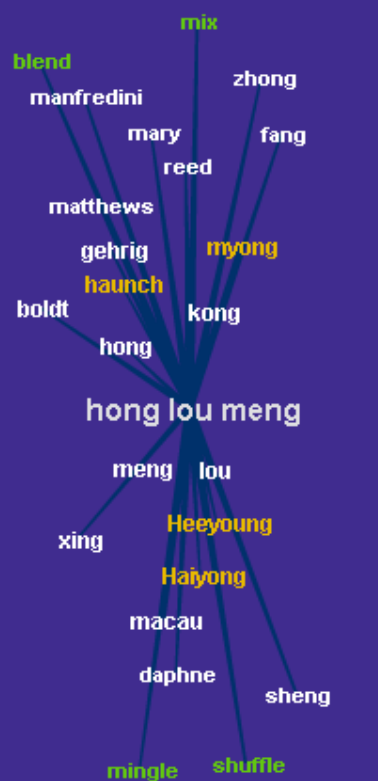 mix
blend
zhong
manfredini
mary
fang
reed
matthews
gehrig
myong
haunch
boldt
kong
hong
hong lou meng
meng
lou
Heeyoung
xing
Haiyong
macau
daphne
sheng
mingle
shuffle